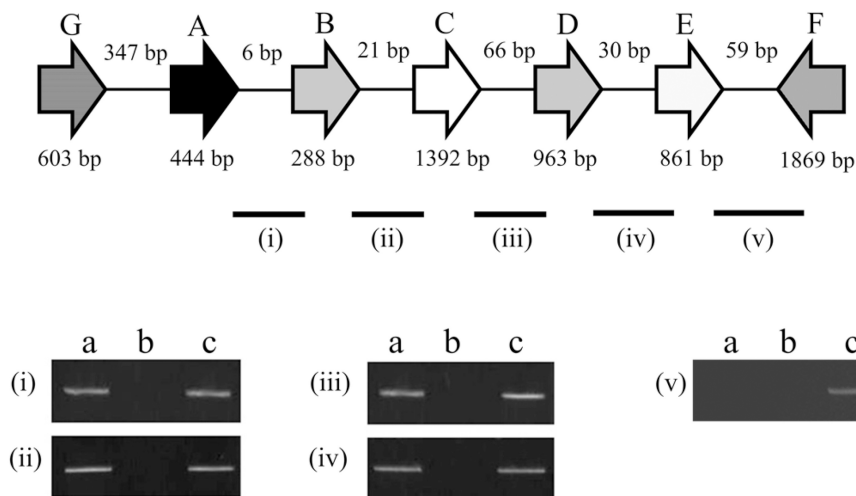 G A B C D E F
347 bp 6 bp 21 bp 66 bp 30 bp 59 bp
603 bp 444 bp 288 bp 1392 bp 963 bp 861 bp 1869 bp
(i) (ii) (iii) (iv) (v)
a b c a b c a b c
(i) (iii) (v)
(ii) (iv)